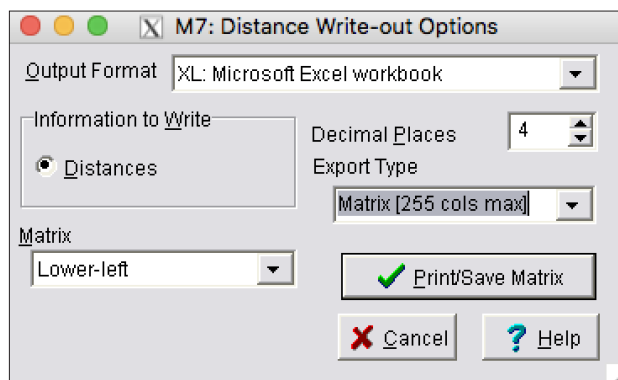 M7: Distance Write-out Options
Output Format XL: Microsoft Excel workbook
Information to Write
Distances
Decimal Places 4
Export Type
Matrix [255 cols max]
Matrix
Lower-left
Print/Save Matrix
Cancel
Help